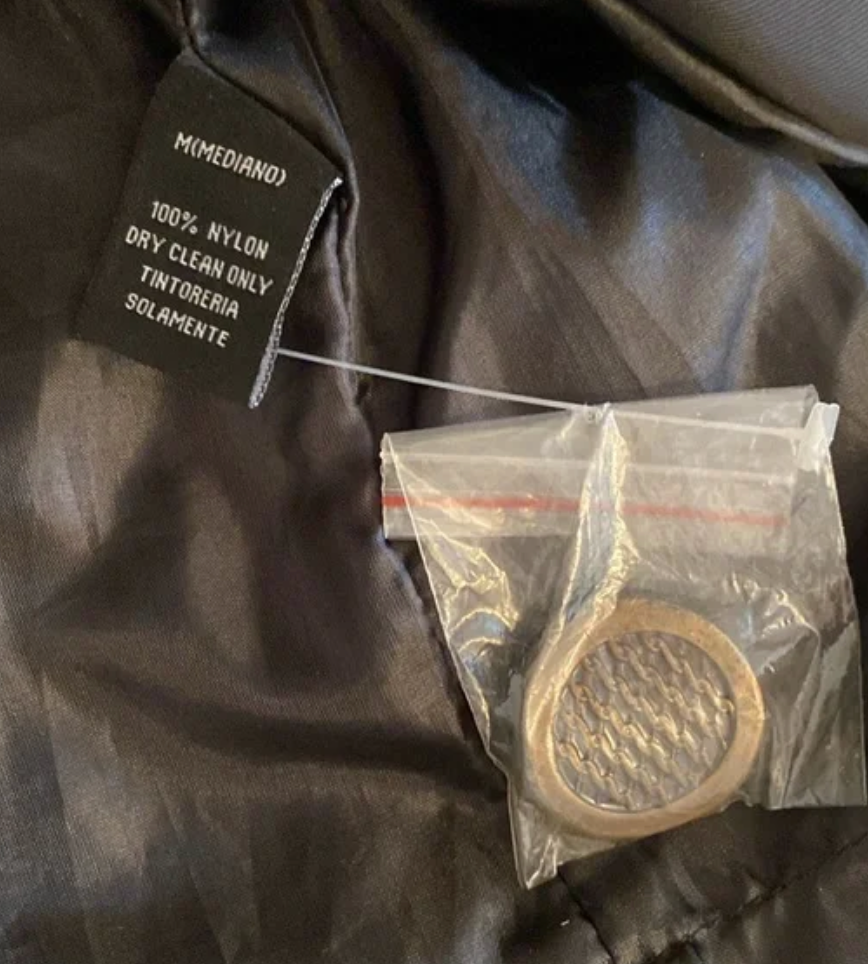 M(MEDIANO)
100% NYLON
DRY CLEAN ONLY
TINTORERIA
SOLAMENTE